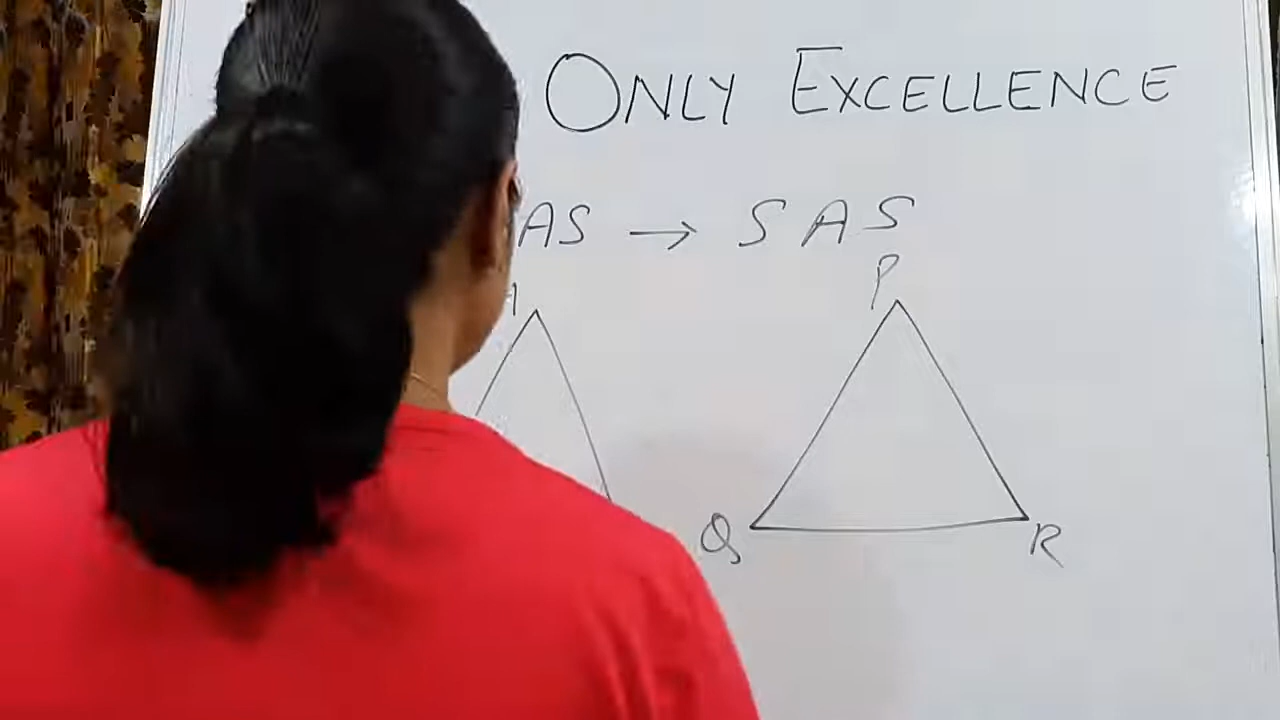 ONLY EXCELLENCE
AS → SAS
P
Q
R